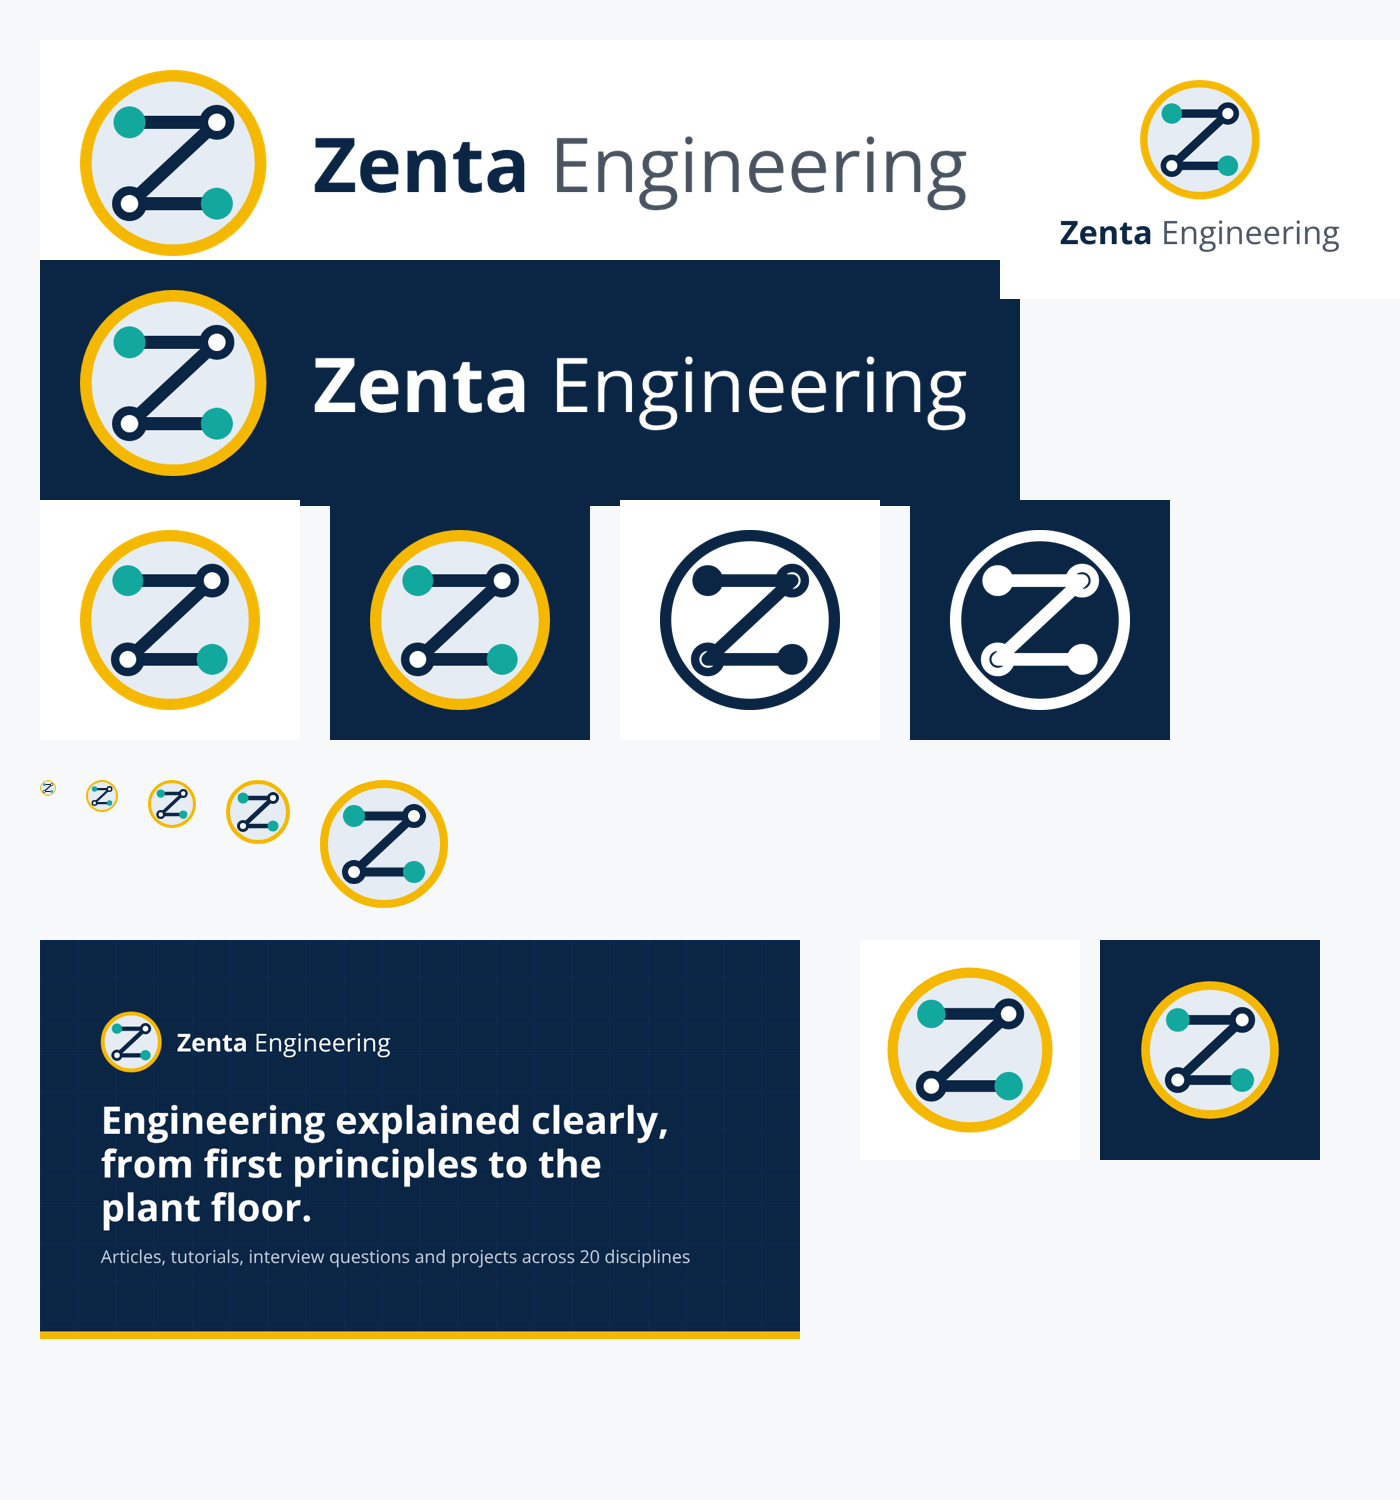 Zenta Engineering
Zenta Engineering
Zenta Engineering
Zenta Engineering
Engineering explained clearly,
from first principles to the
plant floor.
Articles, tutorials, interview questions and projects across 20 disciplines